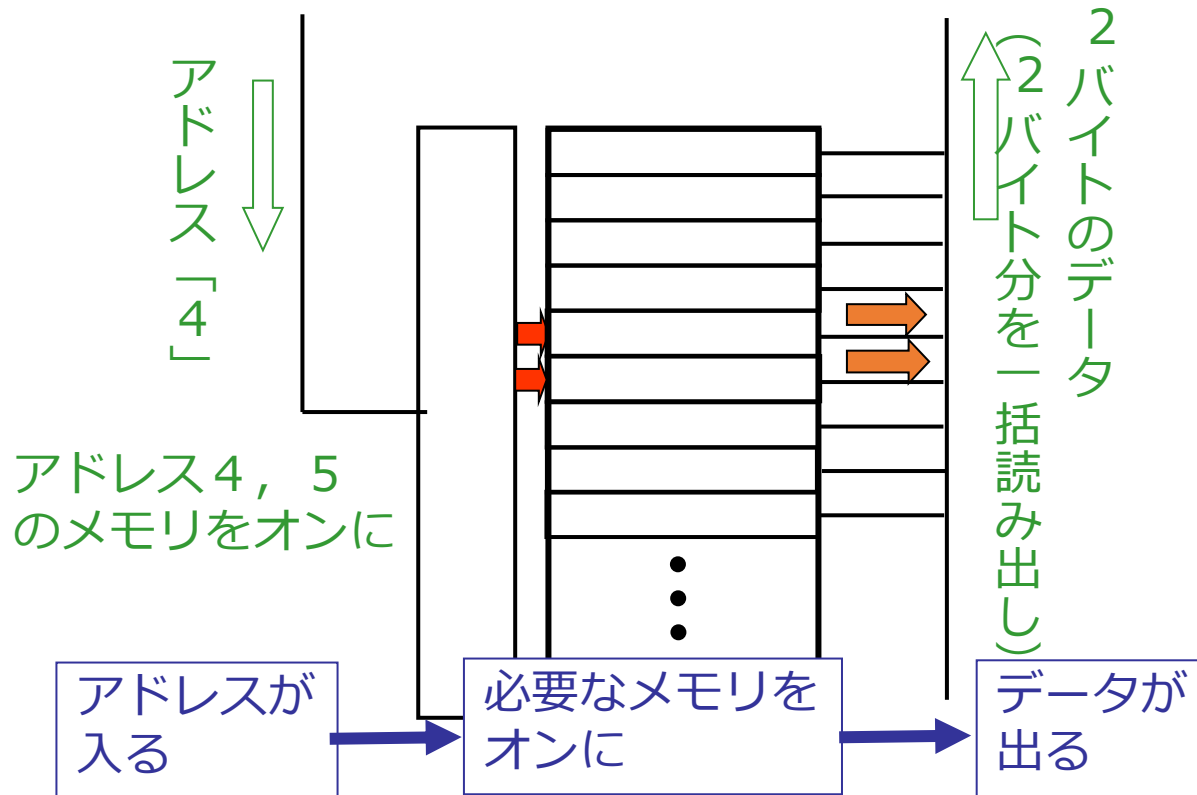 アドレス「4」
2バイトのデータ
(2バイト分を一括読み出し)
アドレス4, 5
のメモリをオンに
アドレスが
入る
必要なメモリを
オンに
データが
出る